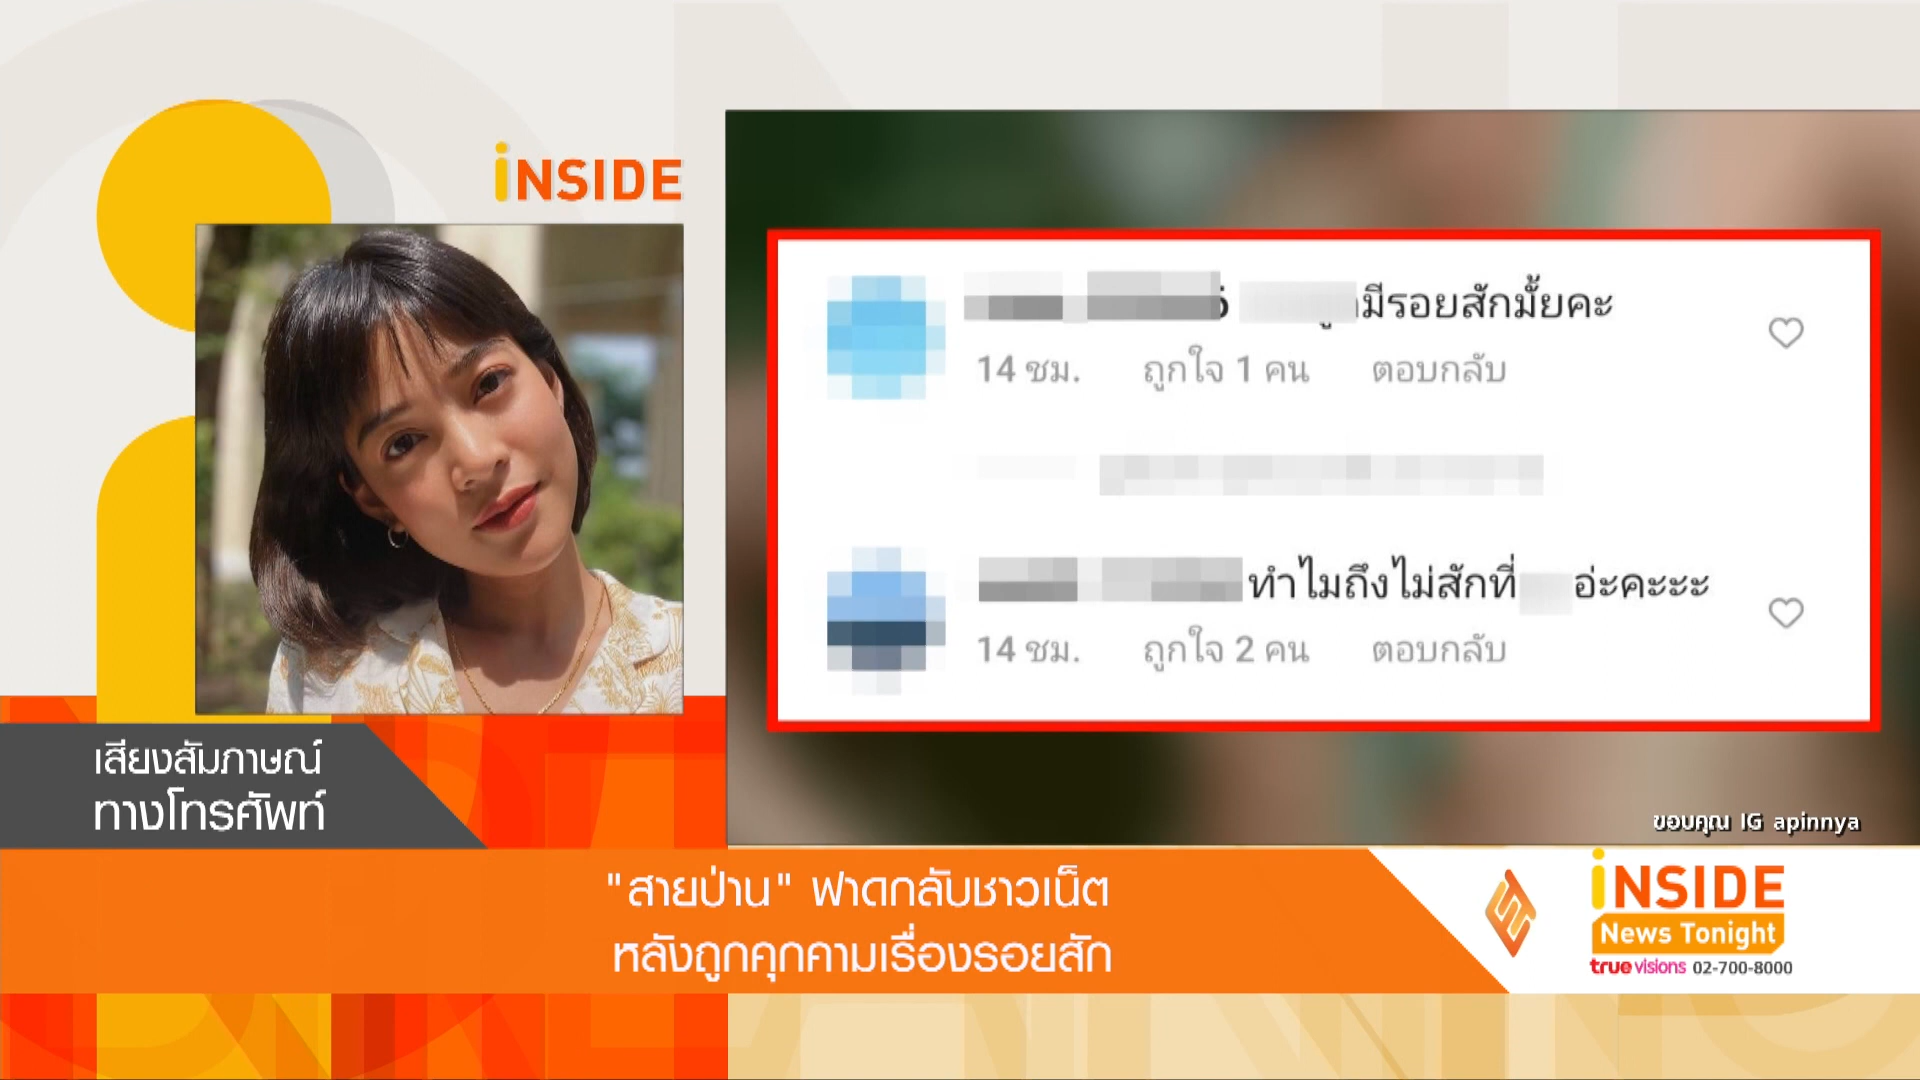 iNSIDE
มีรอยสักมั้ยคะ
14 ชม. ถูกใจ 1 คน ตอบกลับ
ทำไมถึงไม่สักที่ อ่ะคะะะ
14 ชม. ถูกใจ 2 คน ตอบกลับ
เสียงสัมภาษณ์
ทางโทรศัพท์
ขอบคุณ IG apinnya
"สายป่าน" ฟาดกลับชาวเน็ต
หลังถูกคุกคามเรื่องรอยสัก
iNSIDE
News Tonight
truevisions 02-700-8000